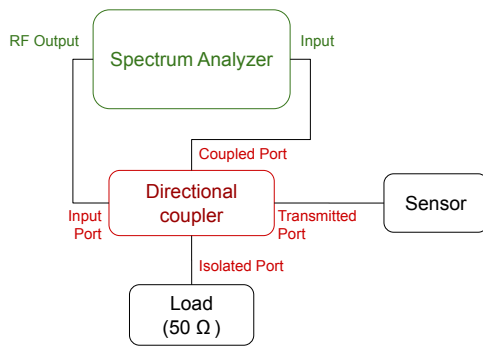 RF Output
Input
Spectrum Analyzer
Coupled Port
Directional
coupler
Input
Port
Transmitted
Port
Sensor
Isolated Port
Load
(50 Ω )